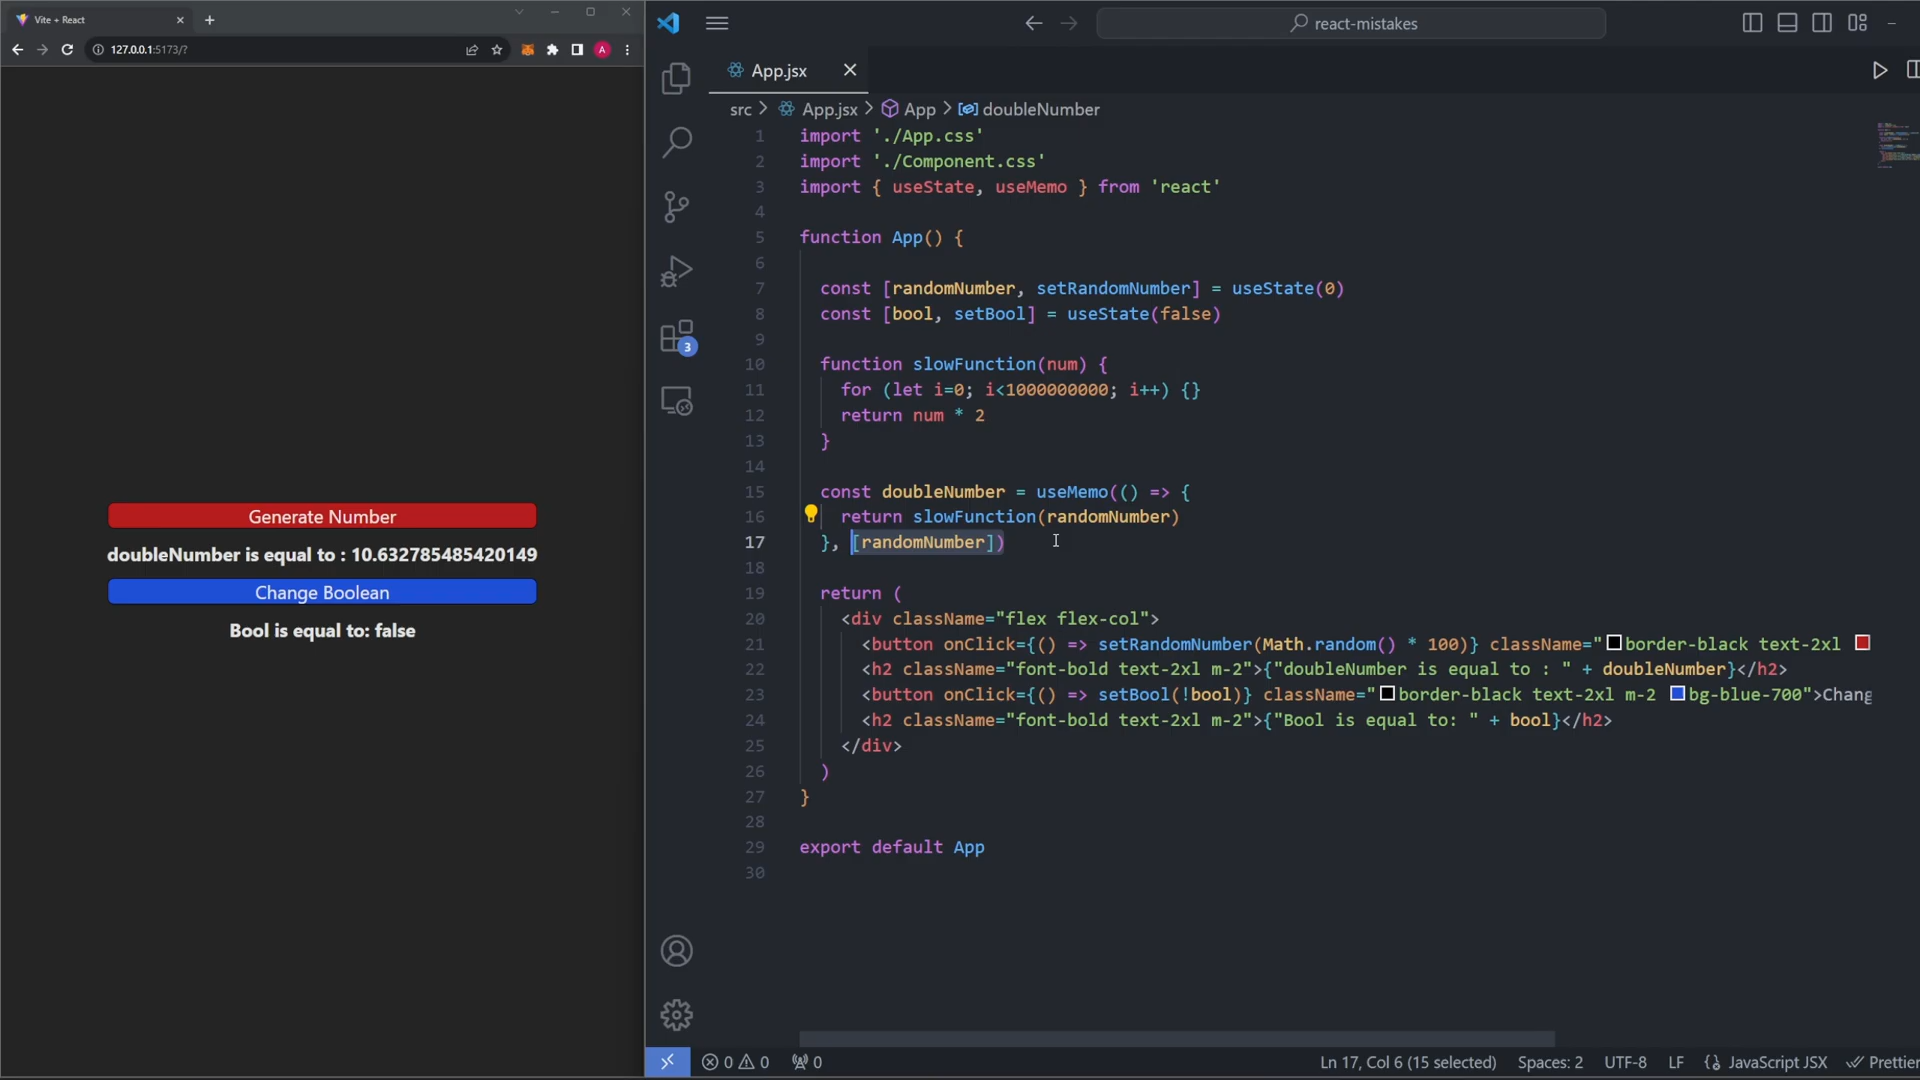 Vite + React
127.0.0.1:5173/?
A
Generate Number
doubleNumber is equal to : 10.632785485420149
Change Boolean
Bool is equal to: false
react-mistakes
App.jsx
src > App.jsx > App > doubleNumber
3
1 import './App.css'
2 import './Component.css'
3 import { useState, useMemo } from 'react'
4
5 function App() {
6
7 const [randomNumber, setRandomNumber] = useState(0)
8 const [bool, setBool] = useState(false)
9
10 function slowFunction(num) {
11 for (let i=0; i<1000000000; i++) {}
12 return num * 2
13 }
14
15 const doubleNumber = useMemo(() => {
16 return slowFunction(randomNumber)
17 }, [randomNumber])
18
19 return (
20 <div className="flex flex-col">
21 <button onClick={() => setRandomNumber(Math.random() * 100)} className="border-black text-2xl
22 <h2 className="font-bold text-2xl m-2">{"doubleNumber is equal to : " + doubleNumber}</h2>
23 <button onClick={() => setBool(!bool)} className="border-black text-2xl m-2 bg-blue-700">Chang
24 <h2 className="font-bold text-2xl m-2">{"Bool is equal to: " + bool}</h2>
25 </div>
26 )
27 }
28
29 export default App
30
0 0 0 Ln 17, Col 6 (15 selected) Spaces: 2 UTF-8 LF JavaScript JSX Prettier